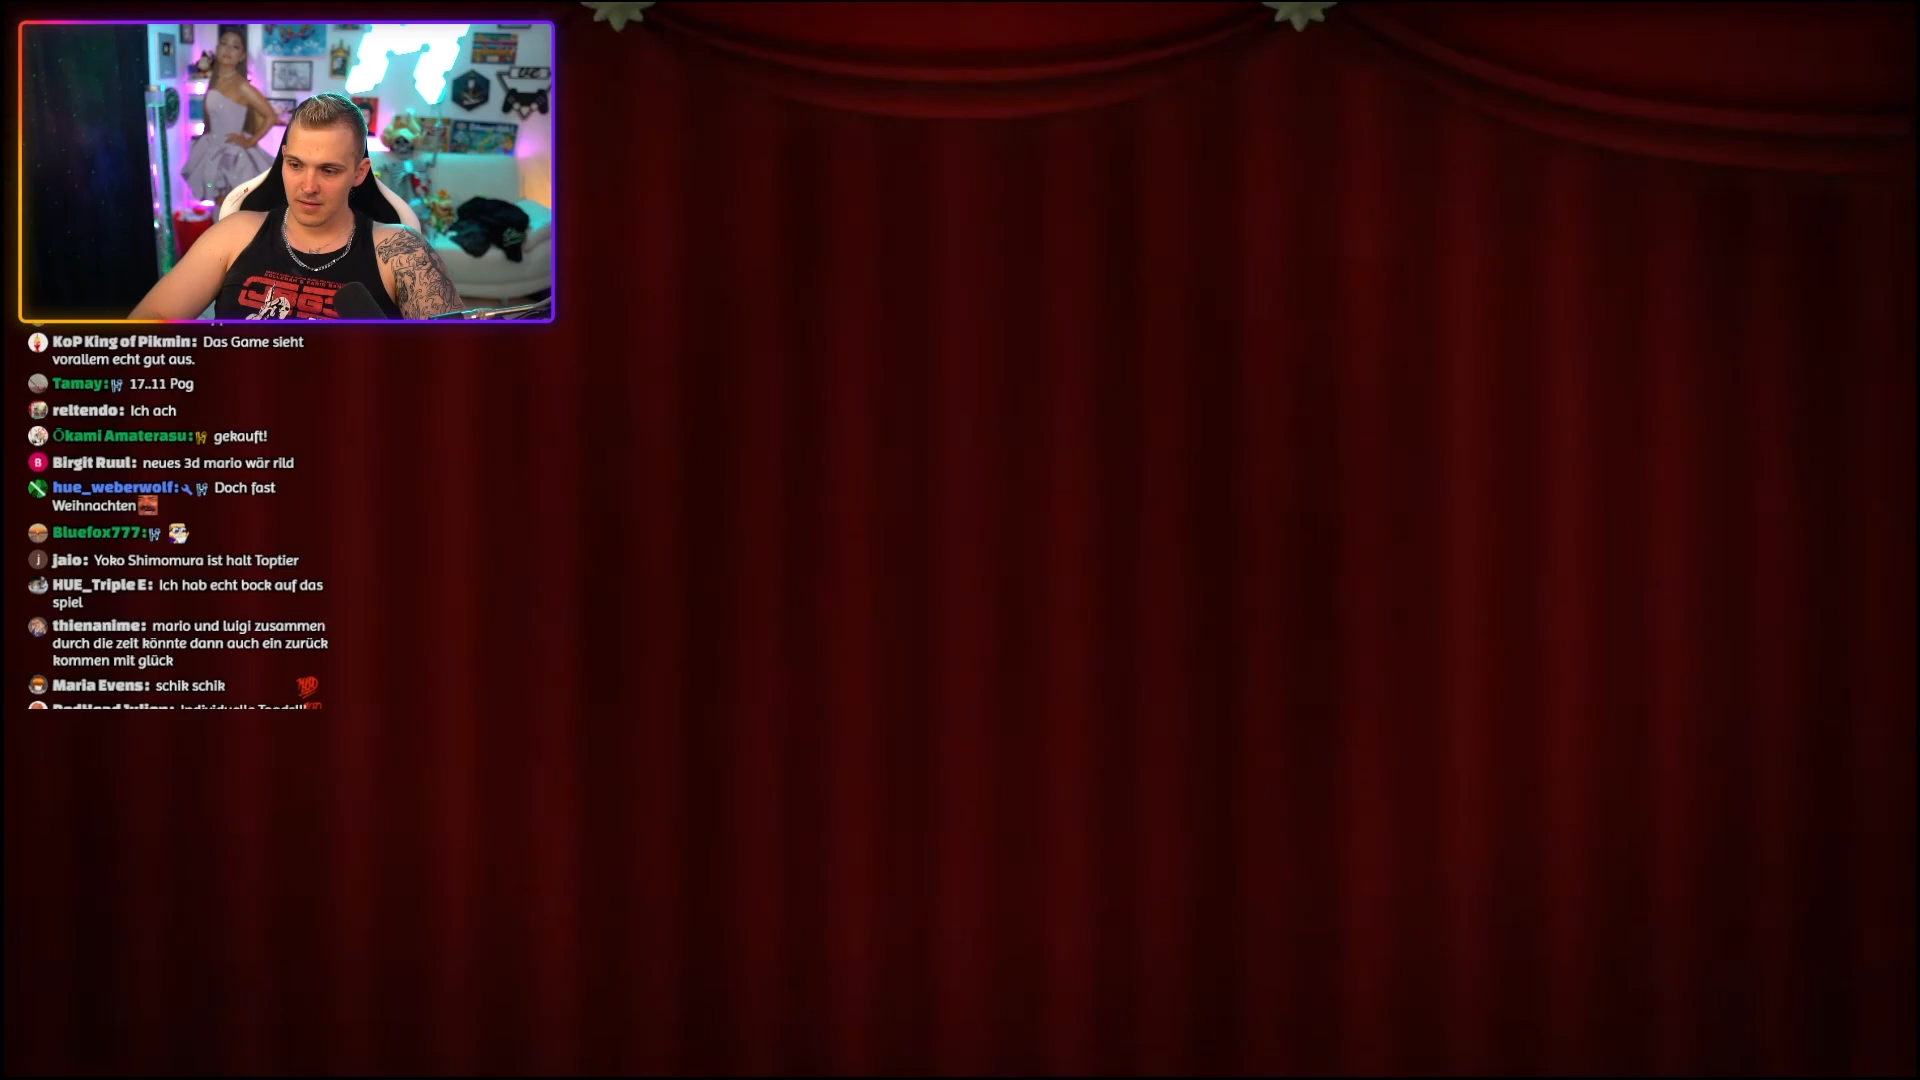 KoP King of Pikmin: Das Game sieht
vorallem echt gut aus.
Tamay: 17..11 Pog
reltendo: Ich ach
Ōkami Amaterasu: gekauft!
B Birgit Ruul: neues 3d mario wär rild
hue_weberwolf: Doch fast
Weihnachten
Bluefox777:
j jaio: Yoko Shimomura ist halt Toptier
HUE_Triple E: Ich hab echt bock auf das
spiel
thienanime: mario und luigi zusammen
durch die zeit könnte dann auch ein zurück
kommen mit glück
Maria Evens: schik schik